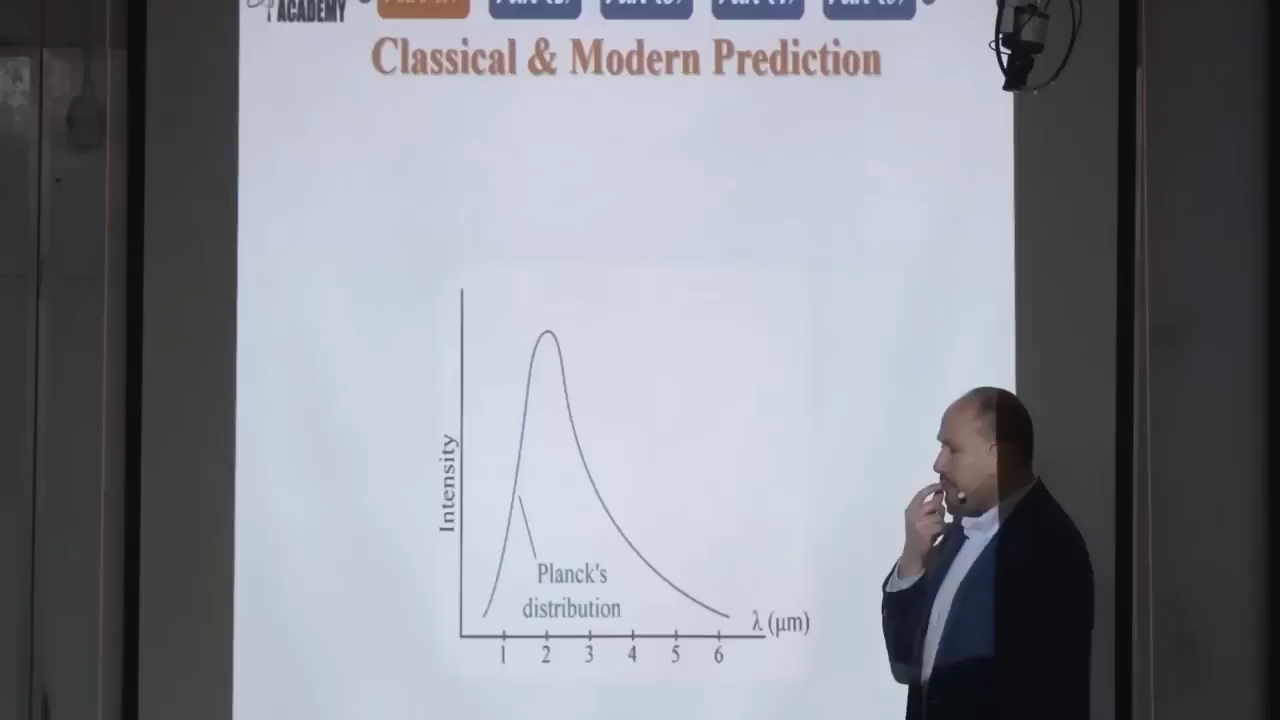 ACADEMY
Classical & Modern Prediction
Intensity
Planck's
distribution
λ (μm)
1 2 3 4 5 6